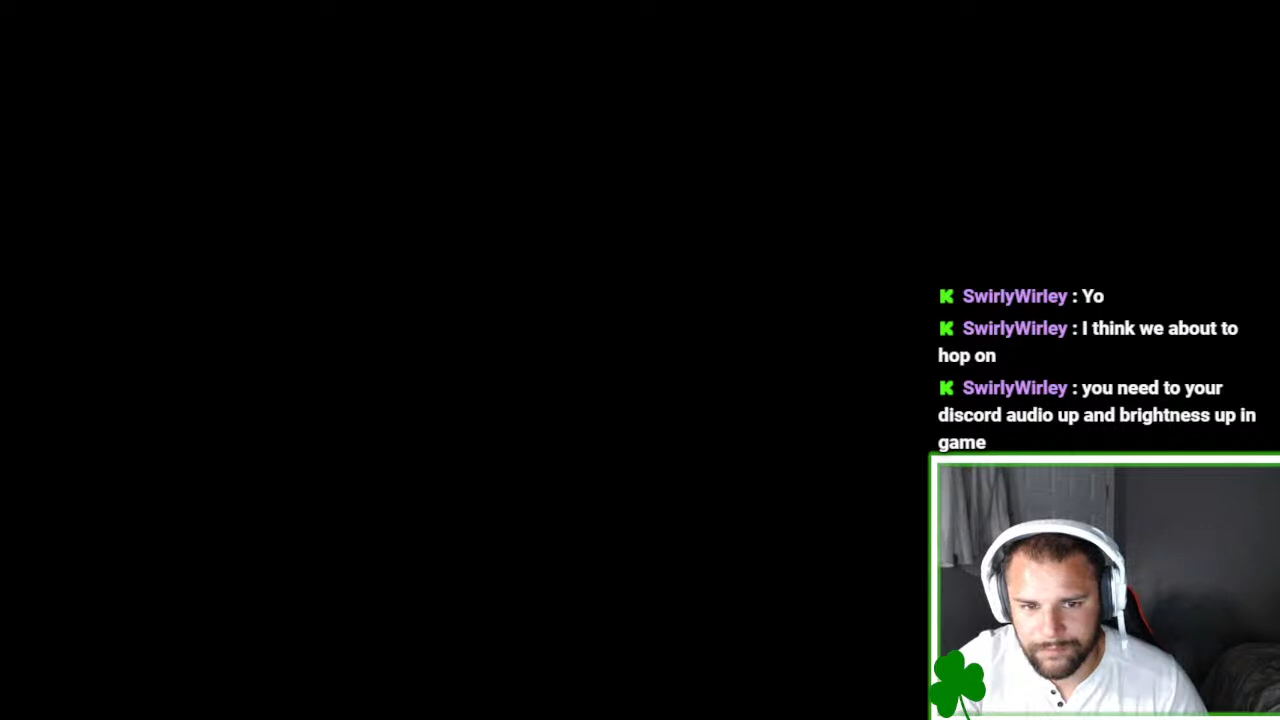 K SwirlyWirley : Yo
K SwirlyWirley : I think we about to
hop on
K SwirlyWirley : you need to your
discord audio up and brightness up in
game